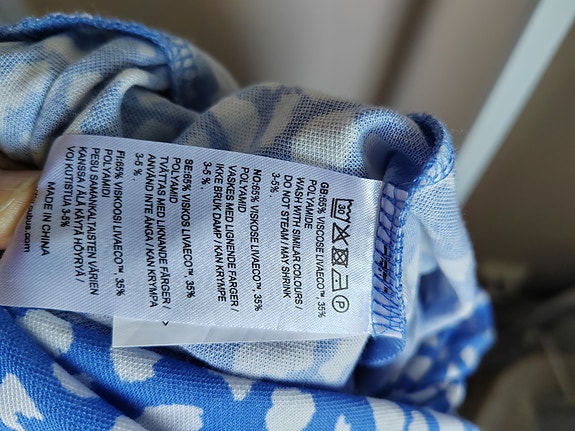 30 P
GB:65% VISCOSE LIVAECO™, 35%
POLYAMIDE
WASH WITH SIMILAR COLOURS /
DO NOT STEAM / MAY SHRINK
3-5%.
NO:65% VISKOSE LIVAECO™, 35%
POLYAMID
VASKES MED LIGNENDE FARGER /
IKKE BRUK DAMP / KAN KRYMPE
3-5%.
SE:65% VISKOS LIVAECO™, 35%
POLYAMID
TVÄTTAS MED LIKNANDE FÄRGER /
ANVÄND INTE ÅNGA / KAN KRYMPA
3-5 %.
FI:65% VISKOOSI LIVAECO™, 35%
POLYAMIDI
PESU SAMANKALTAISTEN VÄRIEN
KANSSA / ÄLÄ KÄYTÄ HÖYRYÄ /
VOI KUTISTUA 3-5%
MADE IN CHINA